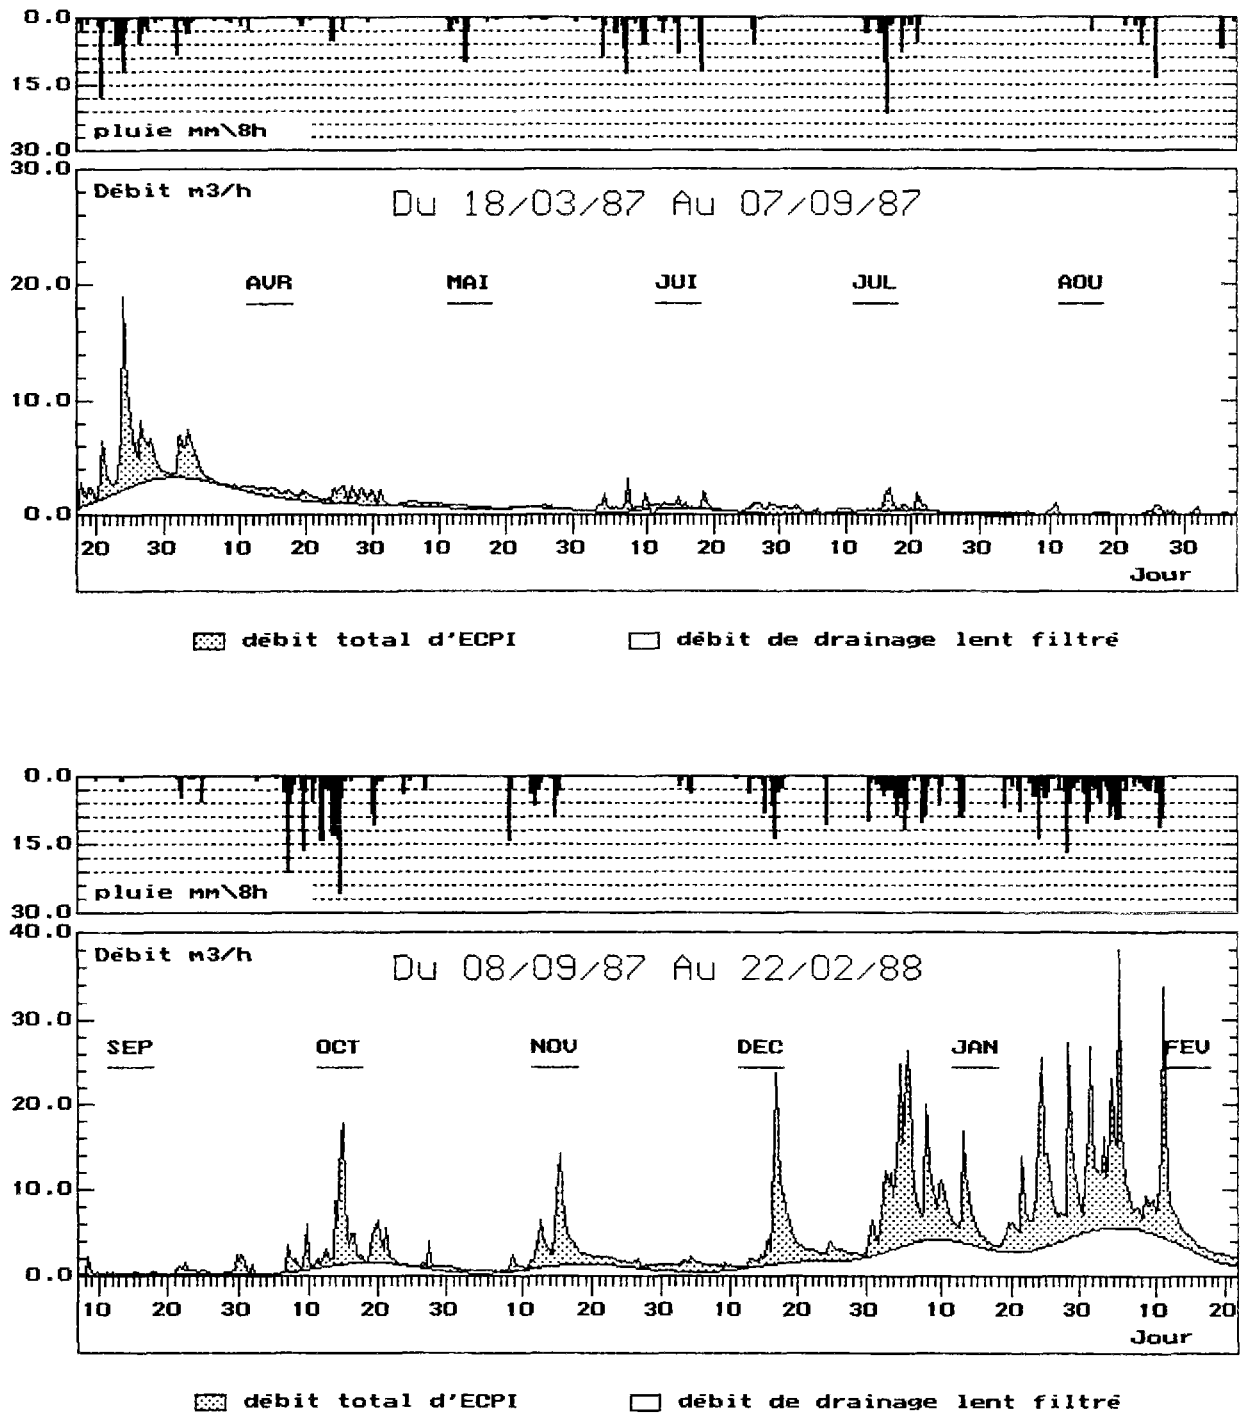 0.0
15.0
pluie mm\8h
30.0
30.0
Débit m3/h
Du 18/03/87 Au 07/09/87
20.0
AVR MAI JUI JUL AOU
10.0
0.0
20 30 10 20 30 10 20 30 10 20 30 10 20 30 10 20 30
Jour
débit total d'ECPI débit de drainage lent filtré
0.0
15.0
pluie mm\8h
30.0
40.0
Débit m3/h
Du 08/09/87 Au 22/02/88
30.0
SEP OCT NOV DEC JAN FEV
20.0
10.0
0.0
10 20 30 10 20 30 10 20 30 10 20 30 10 20 30 10 20
Jour
débit total d'ECPI débit de drainage lent filtré